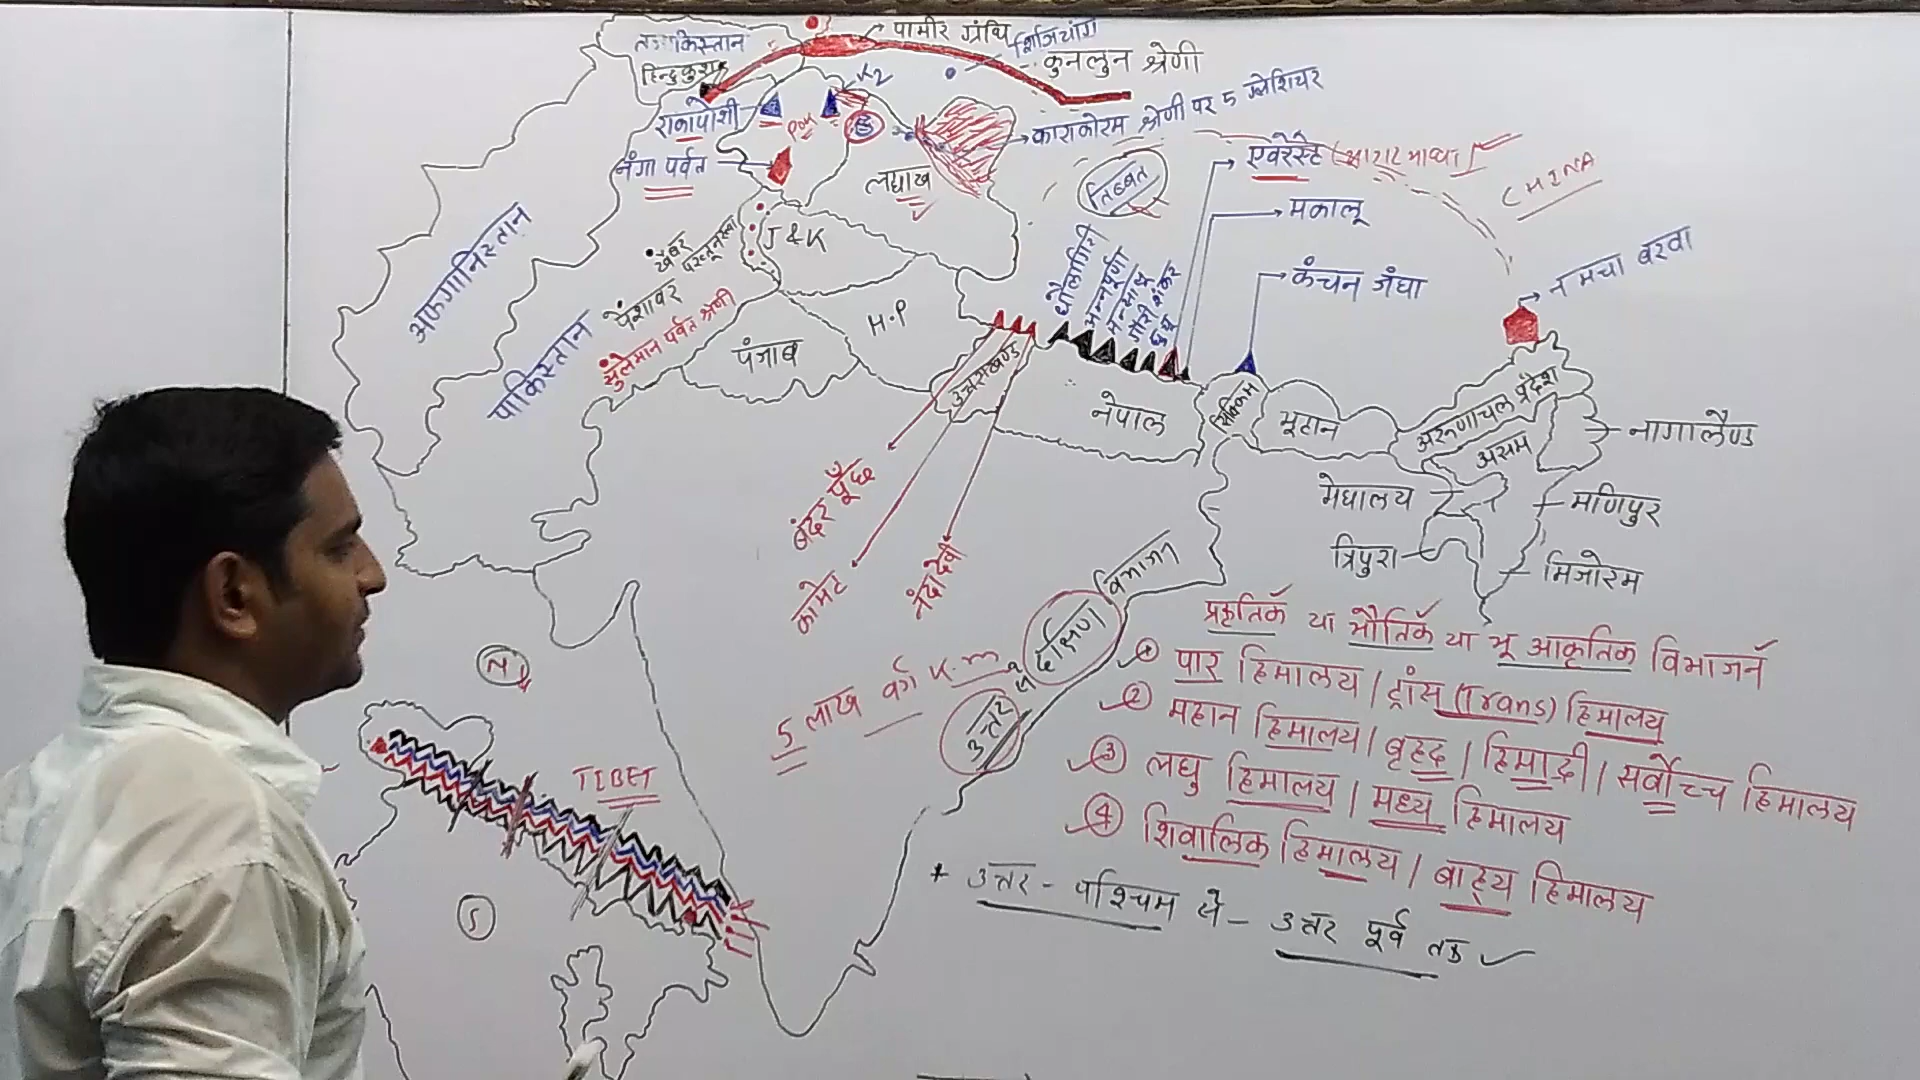 पामीर ग्रंथि
शिंजियांग
हिन्दुकुश
K2
कुनलुन श्रेणी
राकापोशी
POK
काराकोरम श्रेणी पर 5 ग्लेशियर
नंगा पर्वत
लद्दाख
तिब्बत
एवरेस्ट
CHINA
मकालू
J & K
खैबर
पेशावर
सुलेमान पर्वत श्रेणी
अफगानिस्तान
पाकिस्तान
पंजाब
H.P
उत्तराखण्ड
धौलागिरि
अन्नपूर्णा
गौरी शंकर
कंचन जंघा
नमचा बरवा
नेपाल
सिक्किम
भूटान
अरुणाचल प्रदेश
असम
नागालैण्ड
मेघालय
मणिपुर
त्रिपुरा
मिजोरम
बंदर पूँछ
कामेट
नंदा देवी
5 लाख वर्ग K.m
उत्तर
दक्षिण
विभाजन
प्रकृतिक या भौतिक या भू आकृतिक विभाजन
① पार हिमालय / ट्रांस (Trans) हिमालय
② महान हिमालय / बृहद / हिमाद्री / सर्वोच्च हिमालय
③ लघु हिमालय / मध्य हिमालय
④ शिवालिक हिमालय / बाह्य हिमालय
* उत्तर - पश्चिम से - उत्तर पूर्व तक
N
TIBET
S